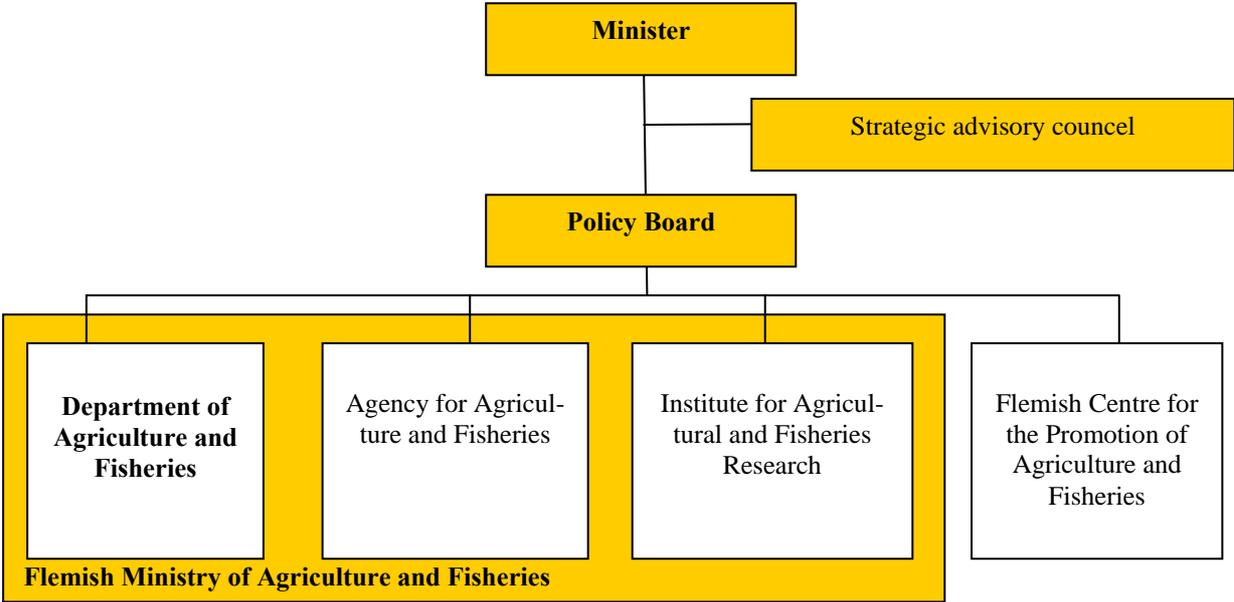 Minister
Strategic advisory councel
Policy Board
Department of
Agriculture and
Fisheries
Agency for Agricul-
ture and Fisheries
Institute for Agricul-
tural and Fisheries
Research
Flemish Centre for
the Promotion of
Agriculture and
Fisheries
Flemish Ministry of Agriculture and Fisheries